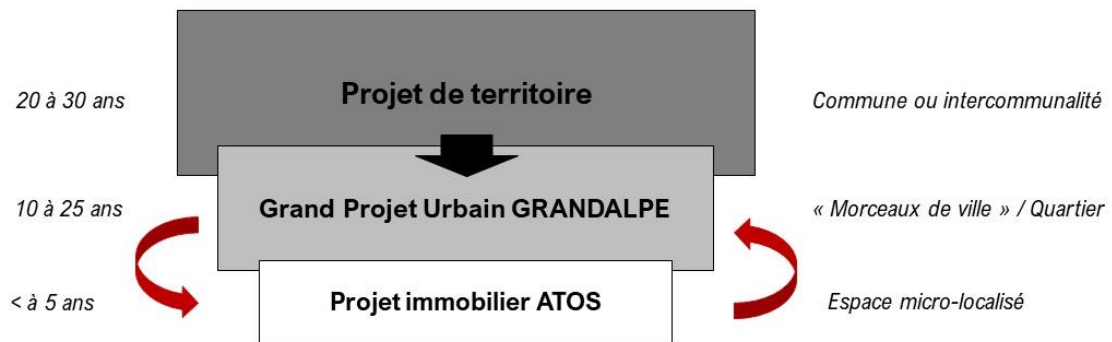 20 à 30 ans
Projet de territoire
Commune ou intercommunalité
10 à 25 ans
Grand Projet Urbain GRANDALPE
« Morceaux de ville » / Quartier
< à 5 ans
Projet immobilier ATOS
Espace micro-localisé